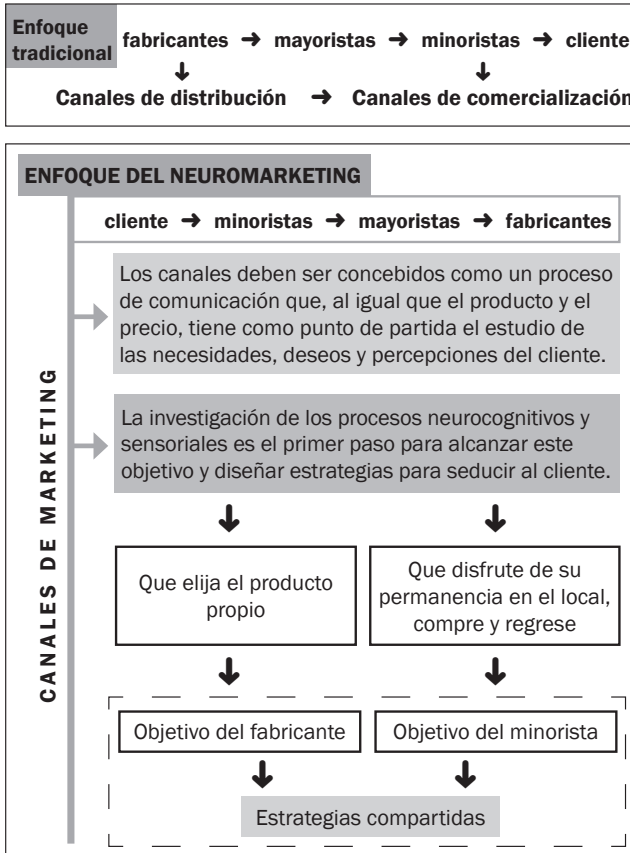 Enfoque
tradicional
fabricantes ➔ mayoristas ➔ minoristas ➔ cliente
Canales de distribución ➔ Canales de comercialización
ENFOQUE DEL NEUROMARKETING
cliente ➔ minoristas ➔ mayoristas ➔ fabricantes
CANALES DE MARKETING
Los canales deben ser concebidos como un proceso
de comunicación que, al igual que el producto y el
precio, tiene como punto de partida el estudio de
las necesidades, deseos y percepciones del cliente.
La investigación de los procesos neurocognitivos y
sensoriales es el primer paso para alcanzar este
objetivo y diseñar estrategias para seducir al cliente.
Que elija el producto
propio
Que disfrute de su
permanencia en el local,
compre y regrese
Objetivo del fabricante
Objetivo del minorista
Estrategias compartidas